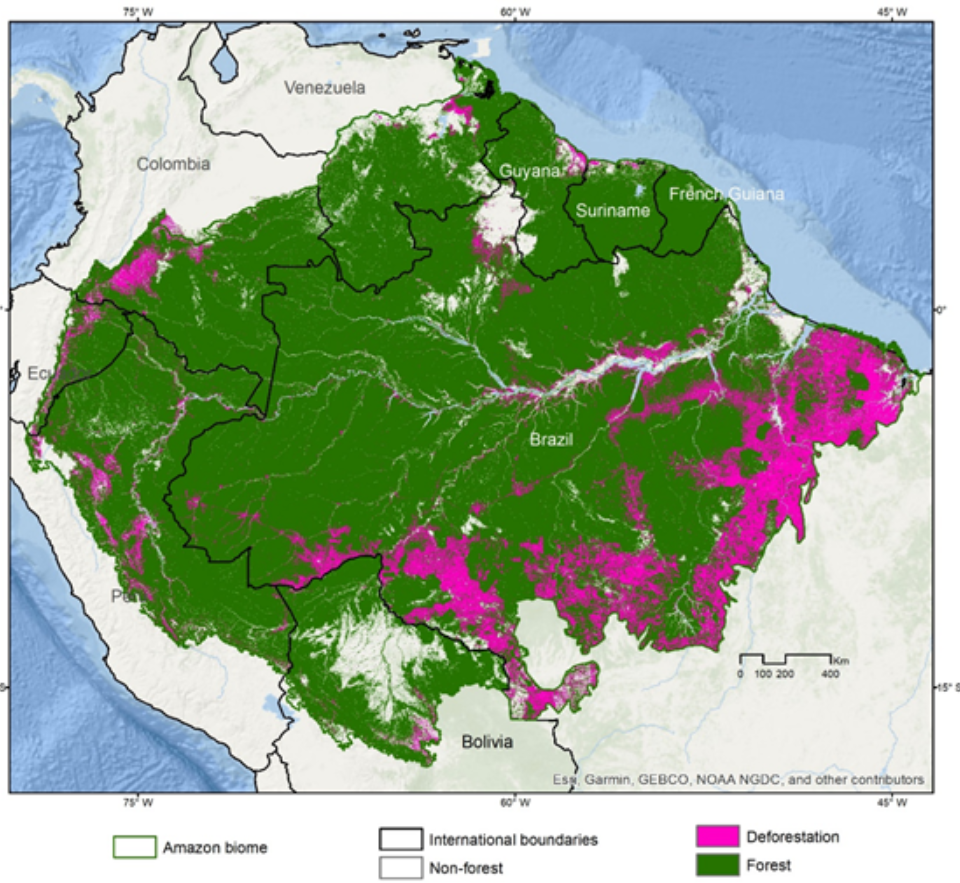 75° W 60° W 45° W
Venezuela
Colombia
Guyana
French Guiana
Suriname
0°
Brazil
Km
0 100 200 400
15° S
Bolivia
Esri, Garmin, GEBCO, NOAA NGDC, and other contributors
75° W 60° W 45° W
Amazon biome
International boundaries
Non-forest
Deforestation
Forest